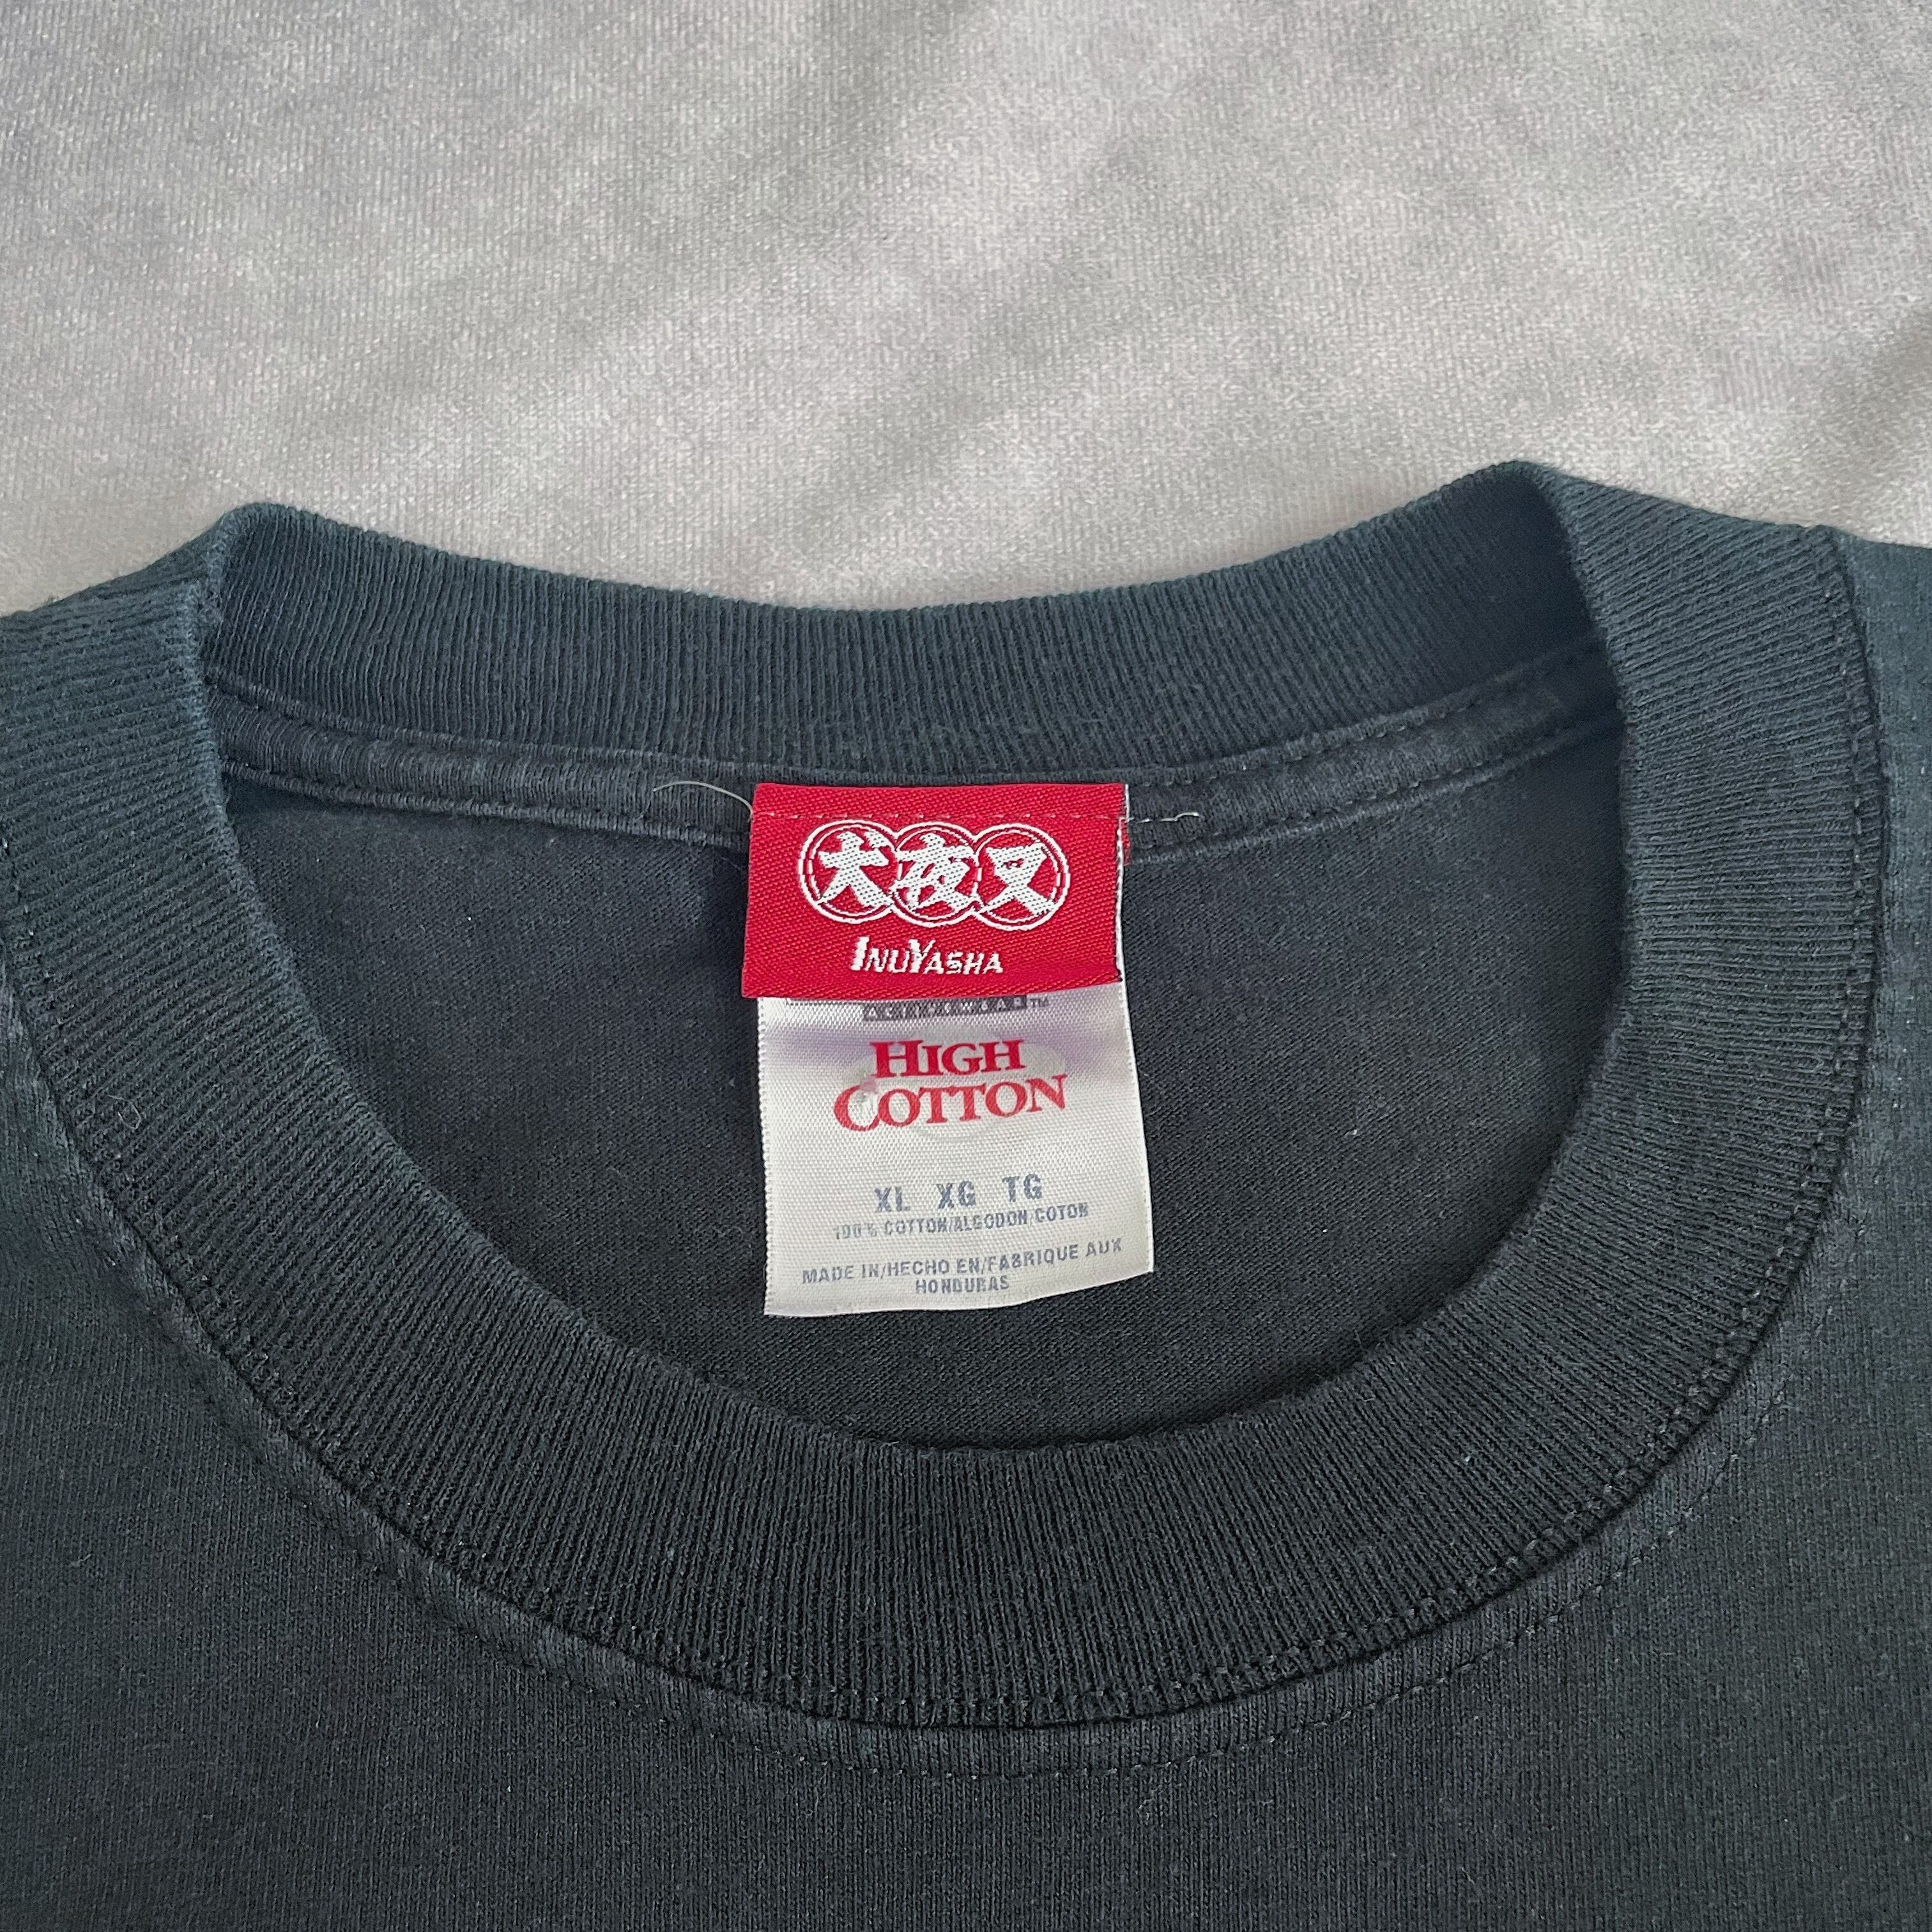 犬夜叉
INUYASHA
ACTIVEWEAR™
HIGH
COTTON
XL XG TG
100% COTTON/ALGODON/COTON
MADE IN/HECHO EN/FABRIQUE AUX
HONDURAS